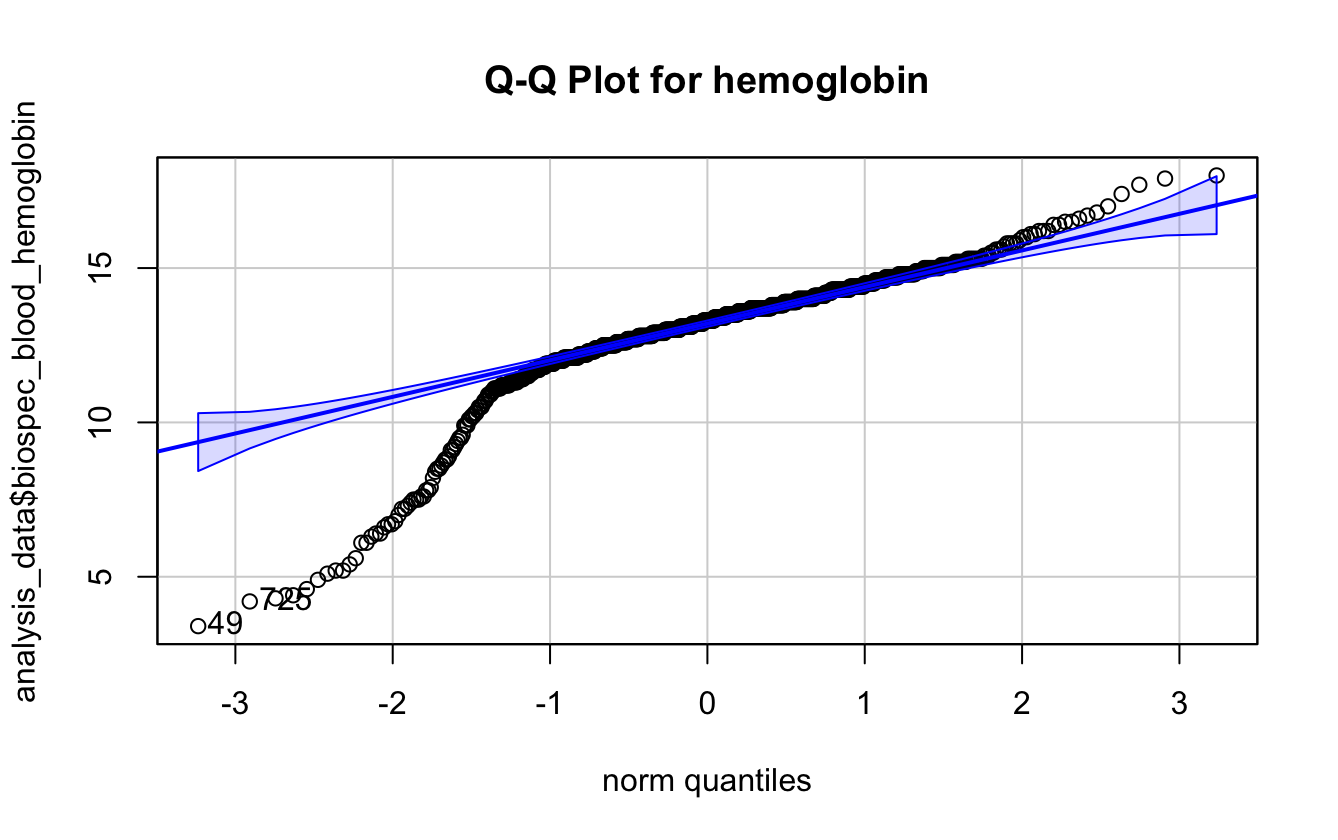 Q-Q Plot for hemoglobin
analysis_data$biospec_blood_hemoglobin
15
10
5
725
49
-3 -2 -1 0 1 2 3
norm quantiles